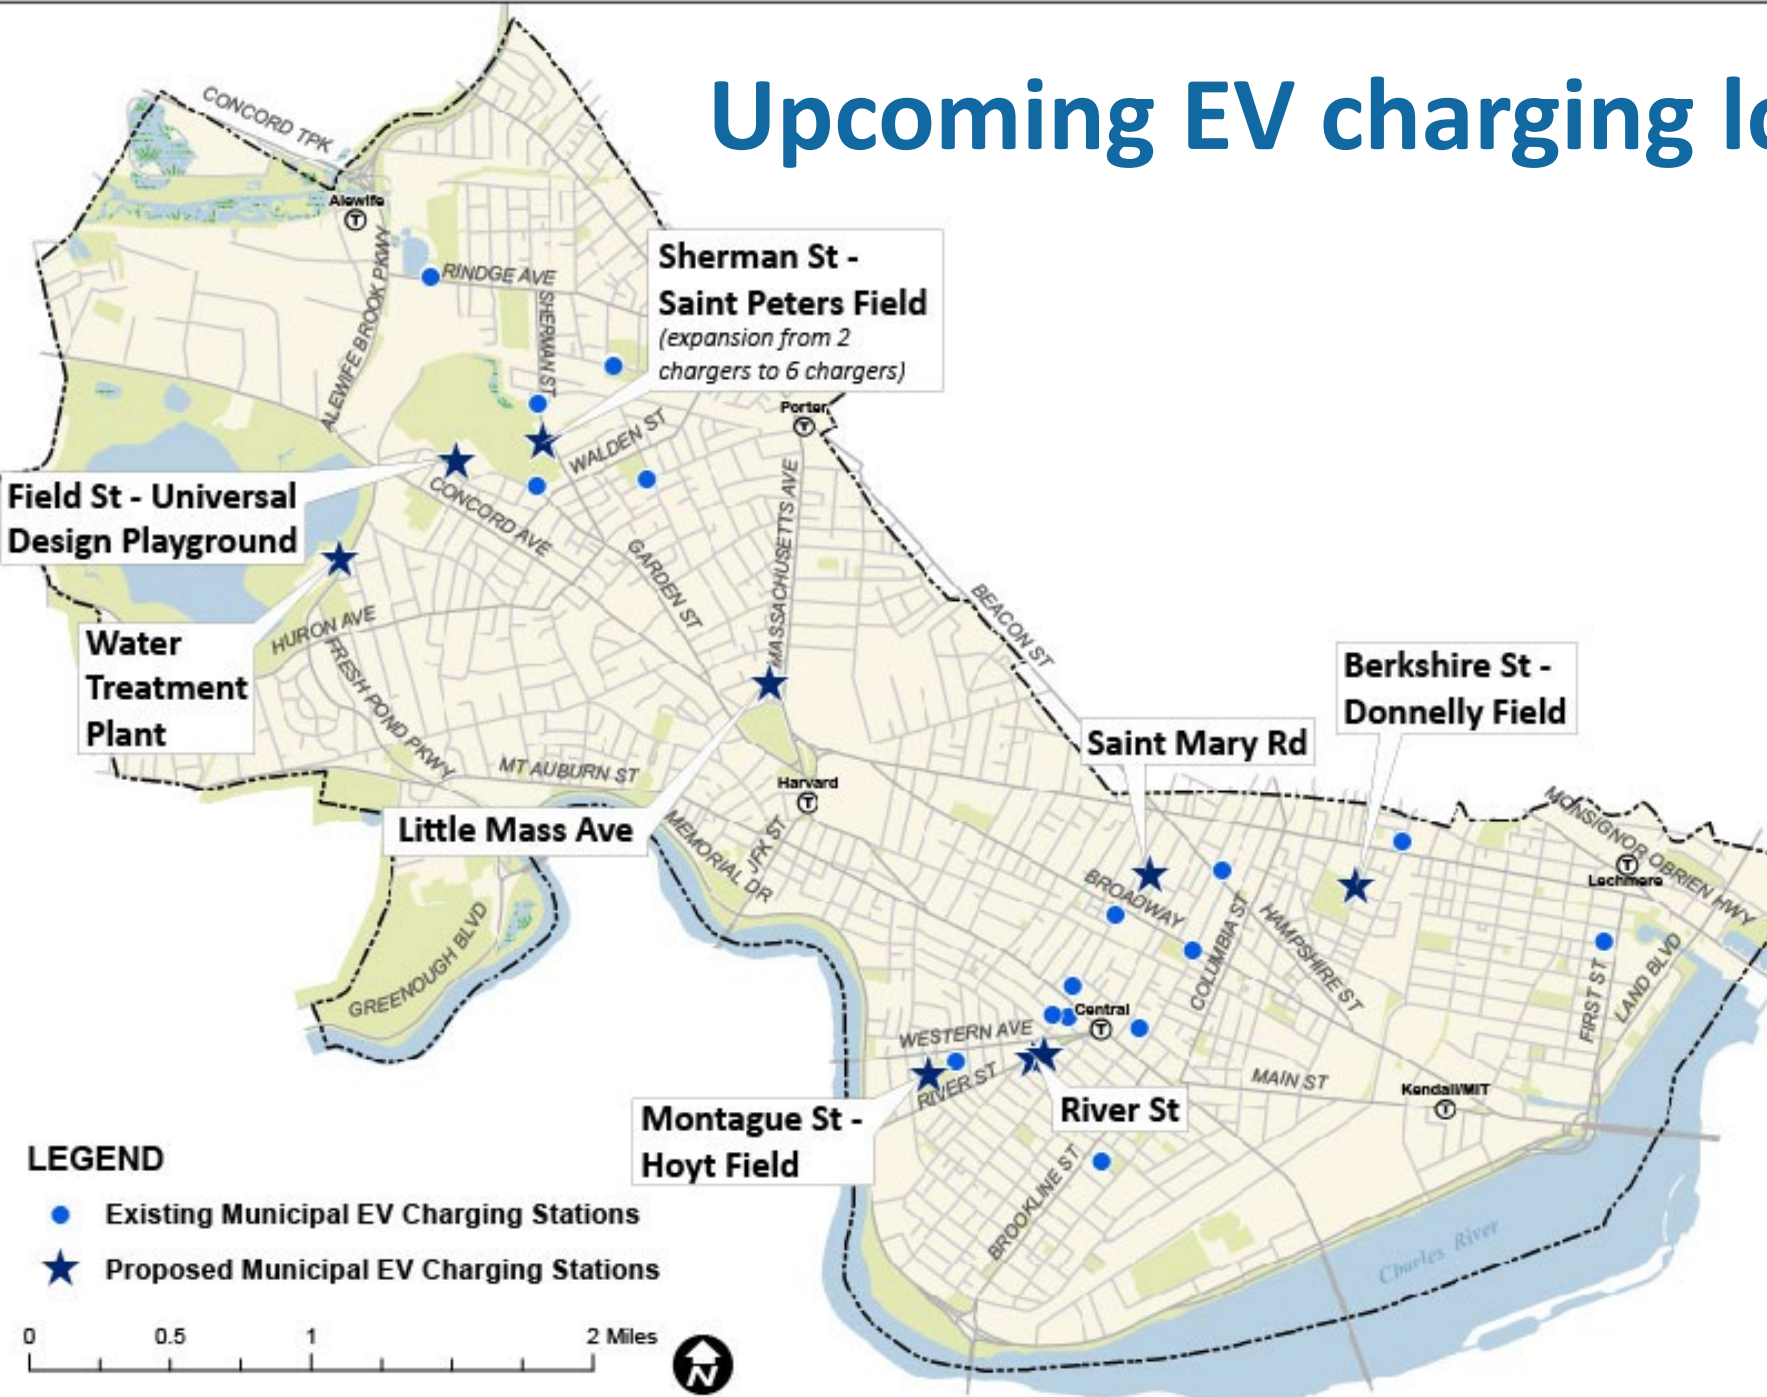 Upcoming EV charging lo
CONCORD TPK
Alewife
T
ALEWIFE BROOK PKWY
RINDGE AVE
SHERMAN ST
Sherman St -
Saint Peters Field
(expansion from 2
chargers to 6 chargers)
Porter
T
WALDEN ST
Field St - Universal
Design Playground
CONCORD AVE
GARDEN ST
MASSACHUSETTS AVE
BEACON ST
HURON AVE
FRESH POND PKWY
Water
Treatment
Plant
Berkshire St -
Donnelly Field
Saint Mary Rd
MT AUBURN ST
Harvard
T
Little Mass Ave
MEMORIAL DR
JFK ST
MONSIGNOR OBRIEN HWY
T
Lechmere
BROADWAY
COLUMBIA ST
HAMPSHIRE ST
GREENOUGH BLVD
FIRST ST
LAND BLVD
Central
T
WESTERN AVE
RIVER ST
MAIN ST
Kendall/MIT
T
River St
Montague St -
Hoyt Field
BROOKLINE ST
Charles River
LEGEND
Existing Municipal EV Charging Stations
Proposed Municipal EV Charging Stations
0 0.5 1 2 Miles
N